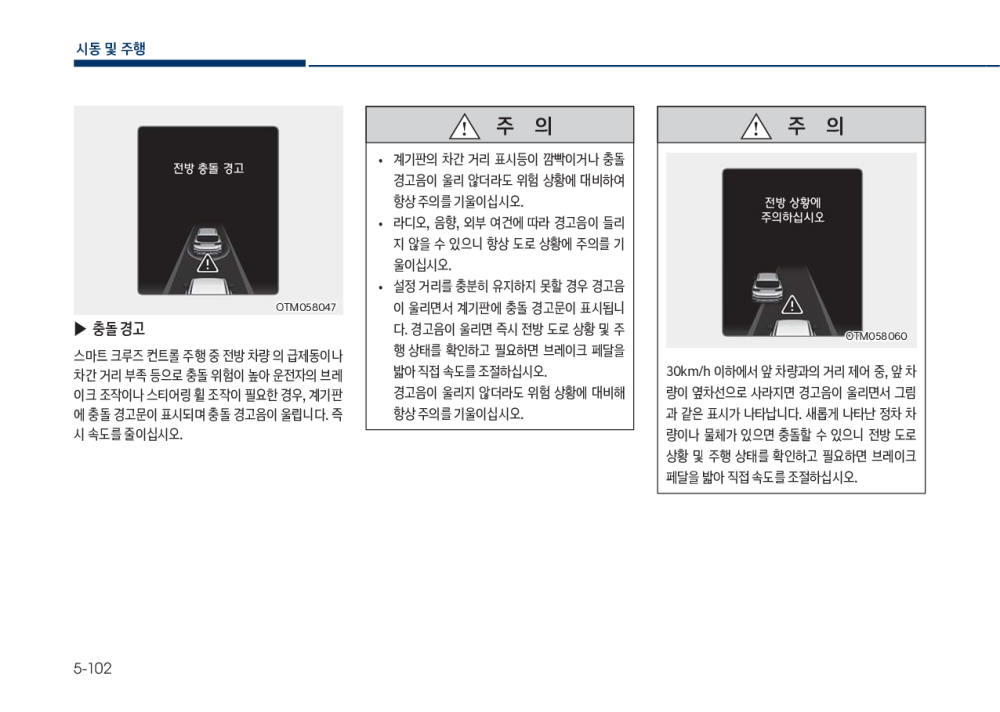 시동 및 주행
전방 충돌 경고
OTM058047
▶ 충돌 경고
스마트 크루즈 컨트롤 주행 중 전방 차량 의 급제동이나
차간 거리 부족 등으로 충돌 위험이 높아 운전자의 브레
이크 조작이나 스티어링 휠 조작이 필요한 경우, 계기판
에 충돌 경고문이 표시되며 충돌 경고음이 울립니다. 즉
시 속도를 줄이십시오.
주 의
• 계기판의 차간 거리 표시등이 깜빡이거나 충돌
경고음이 울리 않더라도 위험 상황에 대비하여
항상 주의를 기울이십시오.
• 라디오, 음향, 외부 여건에 따라 경고음이 들리
지 않을 수 있으니 항상 도로 상황에 주의를 기
울이십시오.
• 설정 거리를 충분히 유지하지 못할 경우 경고음
이 울리면서 계기판에 충돌 경고문이 표시됩니
다. 경고음이 울리면 즉시 전방 도로 상황 및 주
행 상태를 확인하고 필요하면 브레이크 페달을
밟아 직접 속도를 조절하십시오.
경고음이 울리지 않더라도 위험 상황에 대비해
항상 주의를 기울이십시오.
주 의
전방 상황에
주의하십시오
OTM058060
30km/h 이하에서 앞 차량과의 거리 제어 중, 앞 차
량이 옆차선으로 사라지면 경고음이 울리면서 그림
과 같은 표시가 나타납니다. 새롭게 나타난 정차 차
량이나 물체가 있으면 충돌할 수 있으니 전방 도로
상황 및 주행 상태를 확인하고 필요하면 브레이크
페달을 밟아 직접 속도를 조절하십시오.
5-102